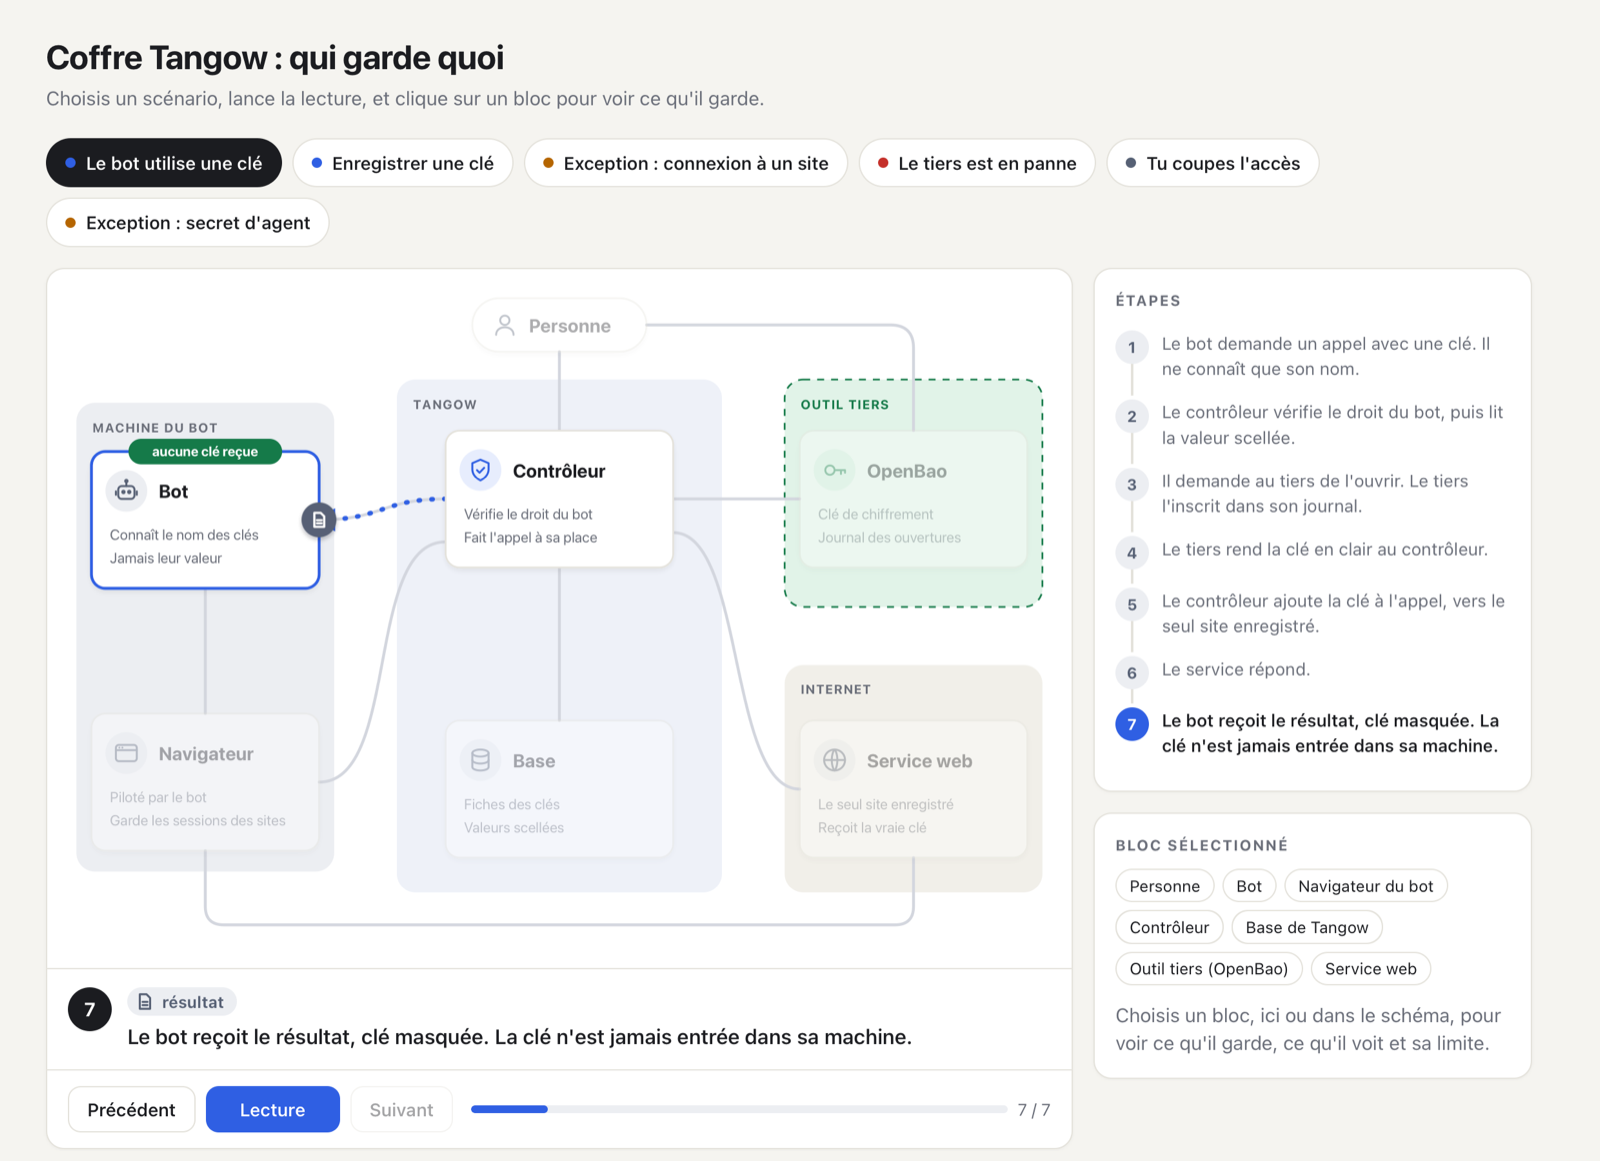 Coffre Tangow : qui garde quoi
Choisis un scénario, lance la lecture, et clique sur un bloc pour voir ce qu'il garde.
Le bot utilise une clé
Enregistrer une clé
Exception : connexion à un site
Le tiers est en panne
Tu coupes l'accès
Exception : secret d'agent
Personne
MACHINE DU BOT
aucune clé reçue
Bot
Connaît le nom des clés
Jamais leur valeur
Navigateur
Piloté par le bot
Garde les sessions des sites
TANGOW
Contrôleur
Vérifie le droit du bot
Fait l'appel à sa place
Base
Fiches des clés
Valeurs scellées
OUTIL TIERS
OpenBao
Clé de chiffrement
Journal des ouvertures
INTERNET
Service web
Le seul site enregistré
Reçoit la vraie clé
7
résultat
Le bot reçoit le résultat, clé masquée. La clé n'est jamais entrée dans sa machine.
Précédent
Lecture
Suivant
7 / 7
ÉTAPES
1
Le bot demande un appel avec une clé. Il
ne connaît que son nom.
2
Le contrôleur vérifie le droit du bot, puis lit
la valeur scellée.
3
Il demande au tiers de l'ouvrir. Le tiers
l'inscrit dans son journal.
4
Le tiers rend la clé en clair au contrôleur.
5
Le contrôleur ajoute la clé à l'appel, vers le
seul site enregistré.
6
Le service répond.
7
Le bot reçoit le résultat, clé masquée. La
clé n'est jamais entrée dans sa machine.
BLOC SÉLECTIONNÉ
Personne
Bot
Navigateur du bot
Contrôleur
Base de Tangow
Outil tiers (OpenBao)
Service web
Choisis un bloc, ici ou dans le schéma, pour
voir ce qu'il garde, ce qu'il voit et sa limite.